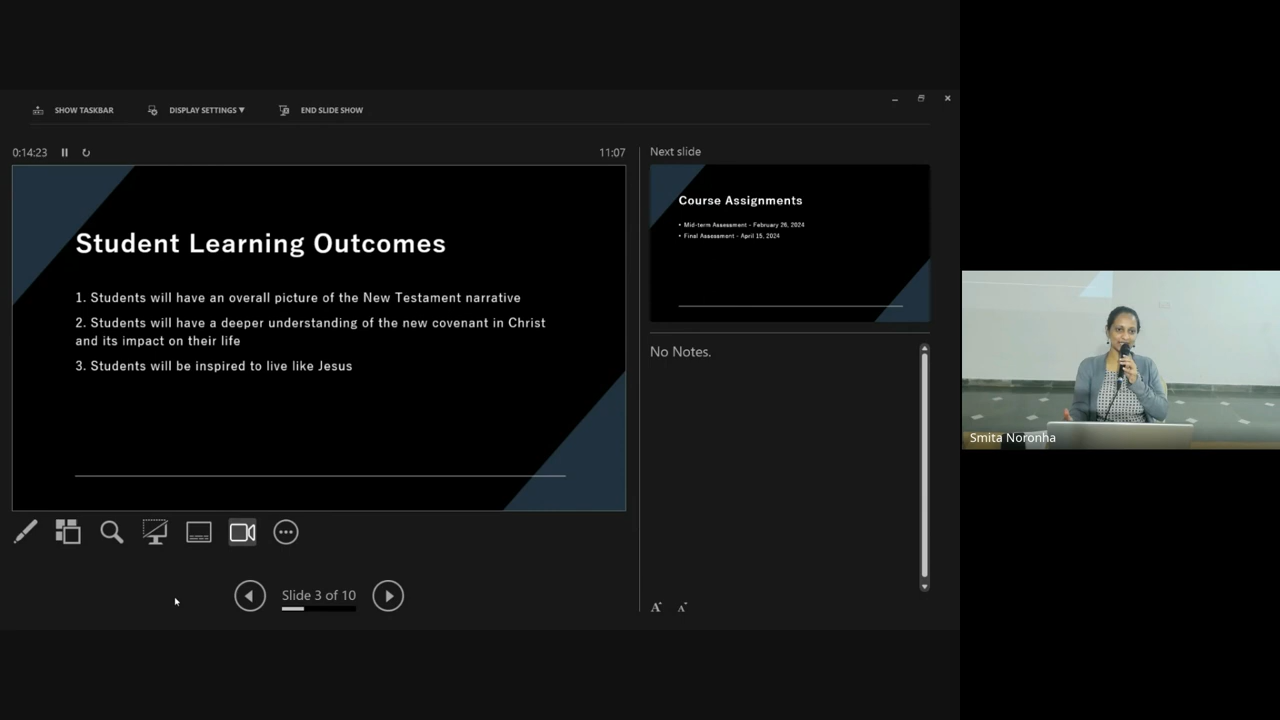 SHOW TASKBAR
DISPLAY SETTINGS ▼
END SLIDE SHOW
0:14:23
11:07
Student Learning Outcomes
1. Students will have an overall picture of the New Testament narrative
2. Students will have a deeper understanding of the new covenant in Christ
and its impact on their life
3. Students will be inspired to live like Jesus
Slide 3 of 10
Next slide
Course Assignments
• Mid-term Assessment - February 26, 2024
• Final Assessment - April 15, 2024
No Notes.
A A
Smita Noronha